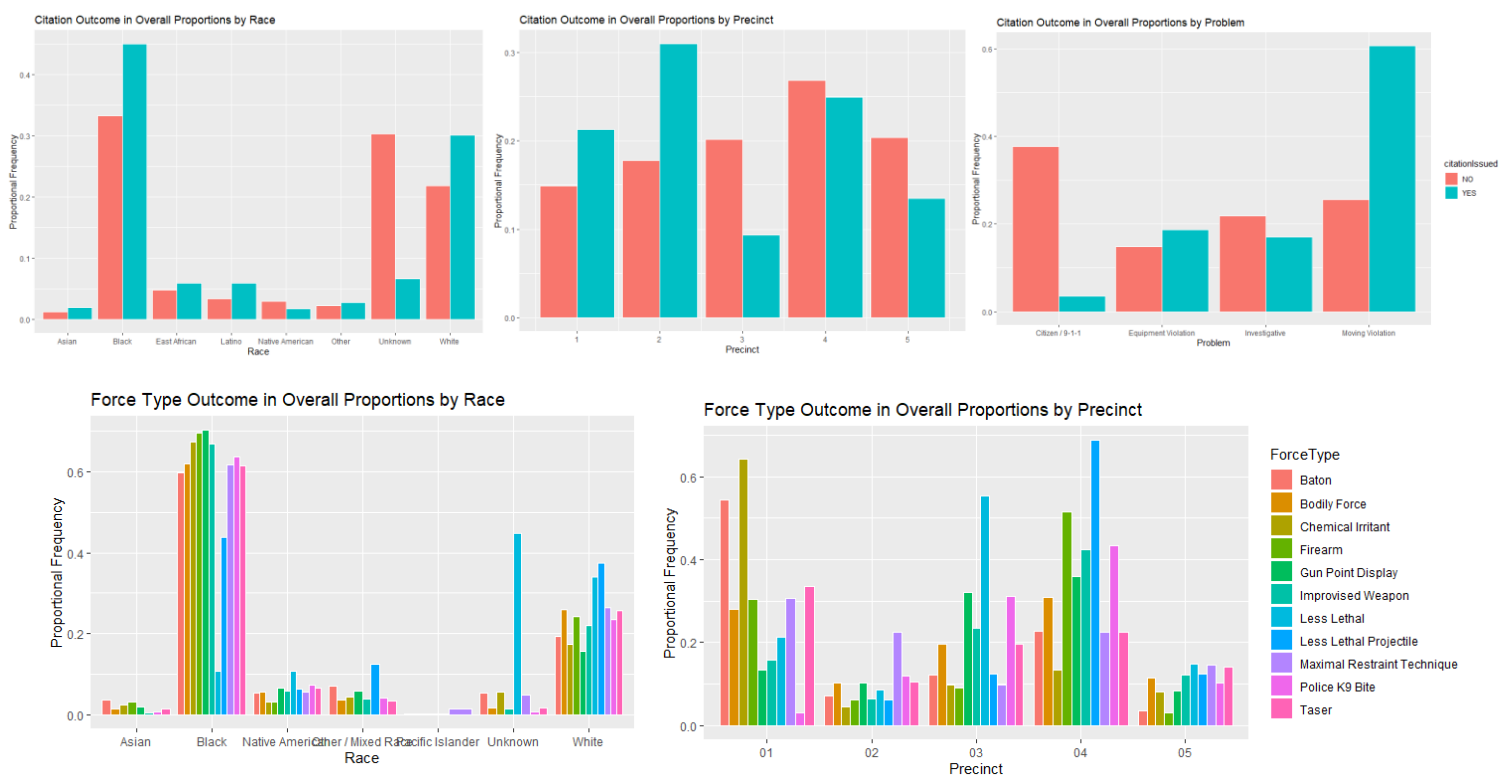 Citation Outcome in Overall Proportions by Race
Proportional Frequency
0.4
0.3
0.2
0.1
0.0
Asian Black East African Latino Native American Other Unknown White
Race
Citation Outcome in Overall Proportions by Precinct
Proportional Frequency
0.3
0.2
0.1
0.0
1 2 3 4 5
Precinct
Citation Outcome in Overall Proportions by Problem
Proportional Frequency
0.6
0.4
0.2
0.0
Citizen / 9-1-1 Equipment Violation Investigative Moving Violation
Problem
citationIssued
NO
YES
Force Type Outcome in Overall Proportions by Race
Proportional Frequency
0.6
0.4
0.2
0.0
Asian Black Native American Other / Mixed Race Pacific Islander Unknown White
Race
Force Type Outcome in Overall Proportions by Precinct
Proportional Frequency
0.6
0.4
0.2
0.0
01 02 03 04 05
Precinct
ForceType
Baton
Bodily Force
Chemical Irritant
Firearm
Gun Point Display
Improvised Weapon
Less Lethal
Less Lethal Projectile
Maximal Restraint Technique
Police K9 Bite
Taser